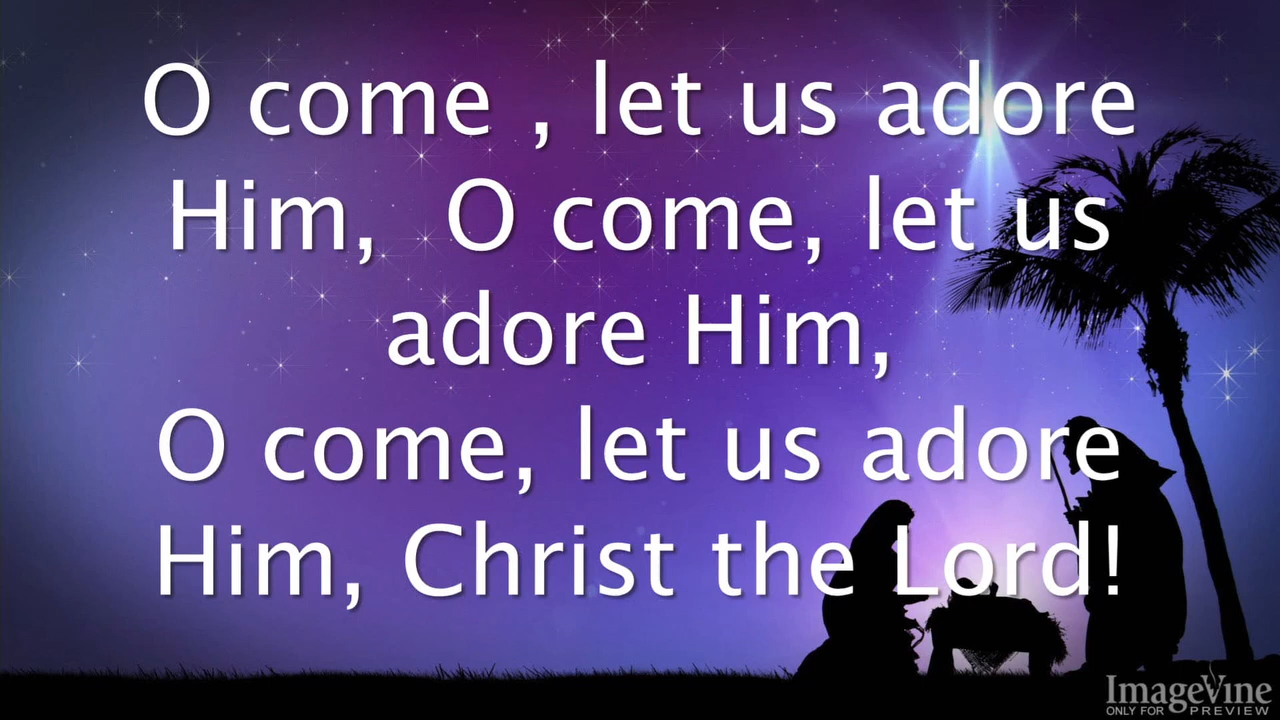 O come , let us adore
Him,  O come, let us
adore Him,
O come, let us adore
Him, Christ the Lord!
ImageVine
ONLY FOR PREVIEW